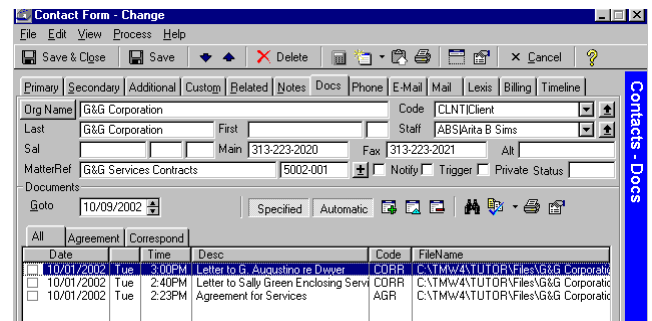 Contact Form - Change
File Edit View Process Help
Save & Close Save Delete Cancel
Primary Secondary Additional Custom Related Notes Docs Phone E-Mail Mail Lexis Billing Timeline
Org Name G&G Corporation Code CLNT|Client
Last G&G Corporation First Staff ABS|Arita B Sims
Sal Main 313-223-2020 Fax 313-223-2021 Alt
MatterRef G&G Services Contracts 5002-001 Notify Trigger Private Status
Documents
Goto 10/09/2002 Specified Automatic
All Agreement Correspond
Date Time Desc Code FileName
10/01/2002 Tue 3:00PM Letter to G. Augustino re Dwyer CORR C:\TMW4\TUTOR\Files\G&G Corporatic
10/01/2002 Tue 2:40PM Letter to Sally Green Enclosing Servi CORR C:\TMW4\TUTOR\Files\G&G Corporatic
10/01/2002 Tue 2:23PM Agreement for Services AGR C:\TMW4\TUTOR\Files\G&G Corporatic
Contacts - Docs